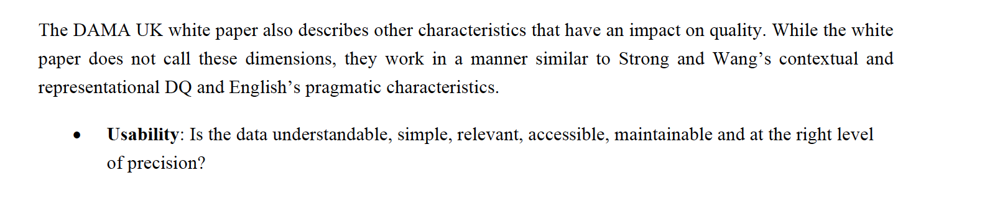 The DAMA UK white paper also describes other characteristics that have an impact on quality. While the white
paper does not call these dimensions, they work in a manner similar to Strong and Wang’s contextual and
representational DQ and English’s pragmatic characteristics.
• Usability: Is the data understandable, simple, relevant, accessible, maintainable and at the right level
of precision?